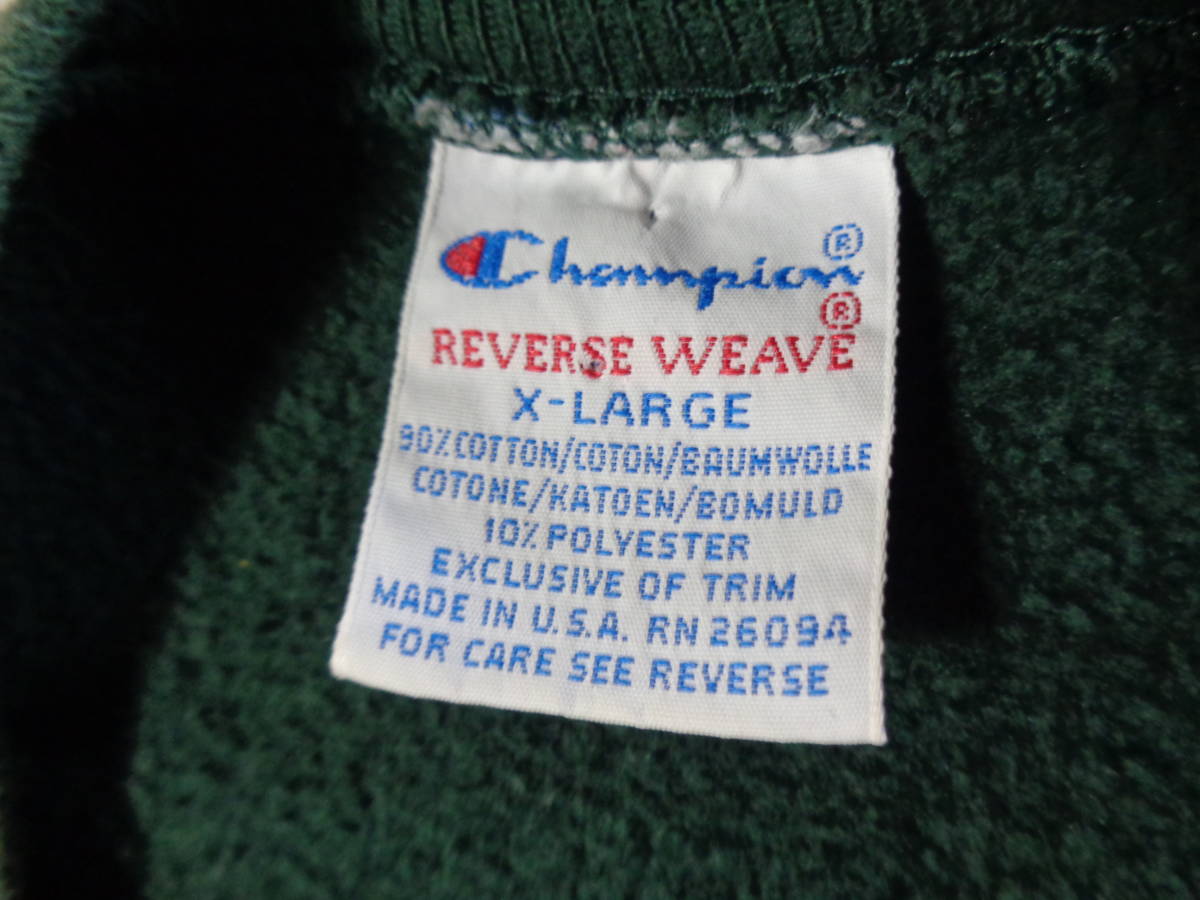 Champion®
®
REVERSE WEAVE
X-LARGE
90% COTTON/COTON/BAUMWOLLE
COTONE/KATOEN/BOMULD
10% POLYESTER
EXCLUSIVE OF TRIM
MADE IN U.S.A. RN 26094
FOR CARE SEE REVERSE